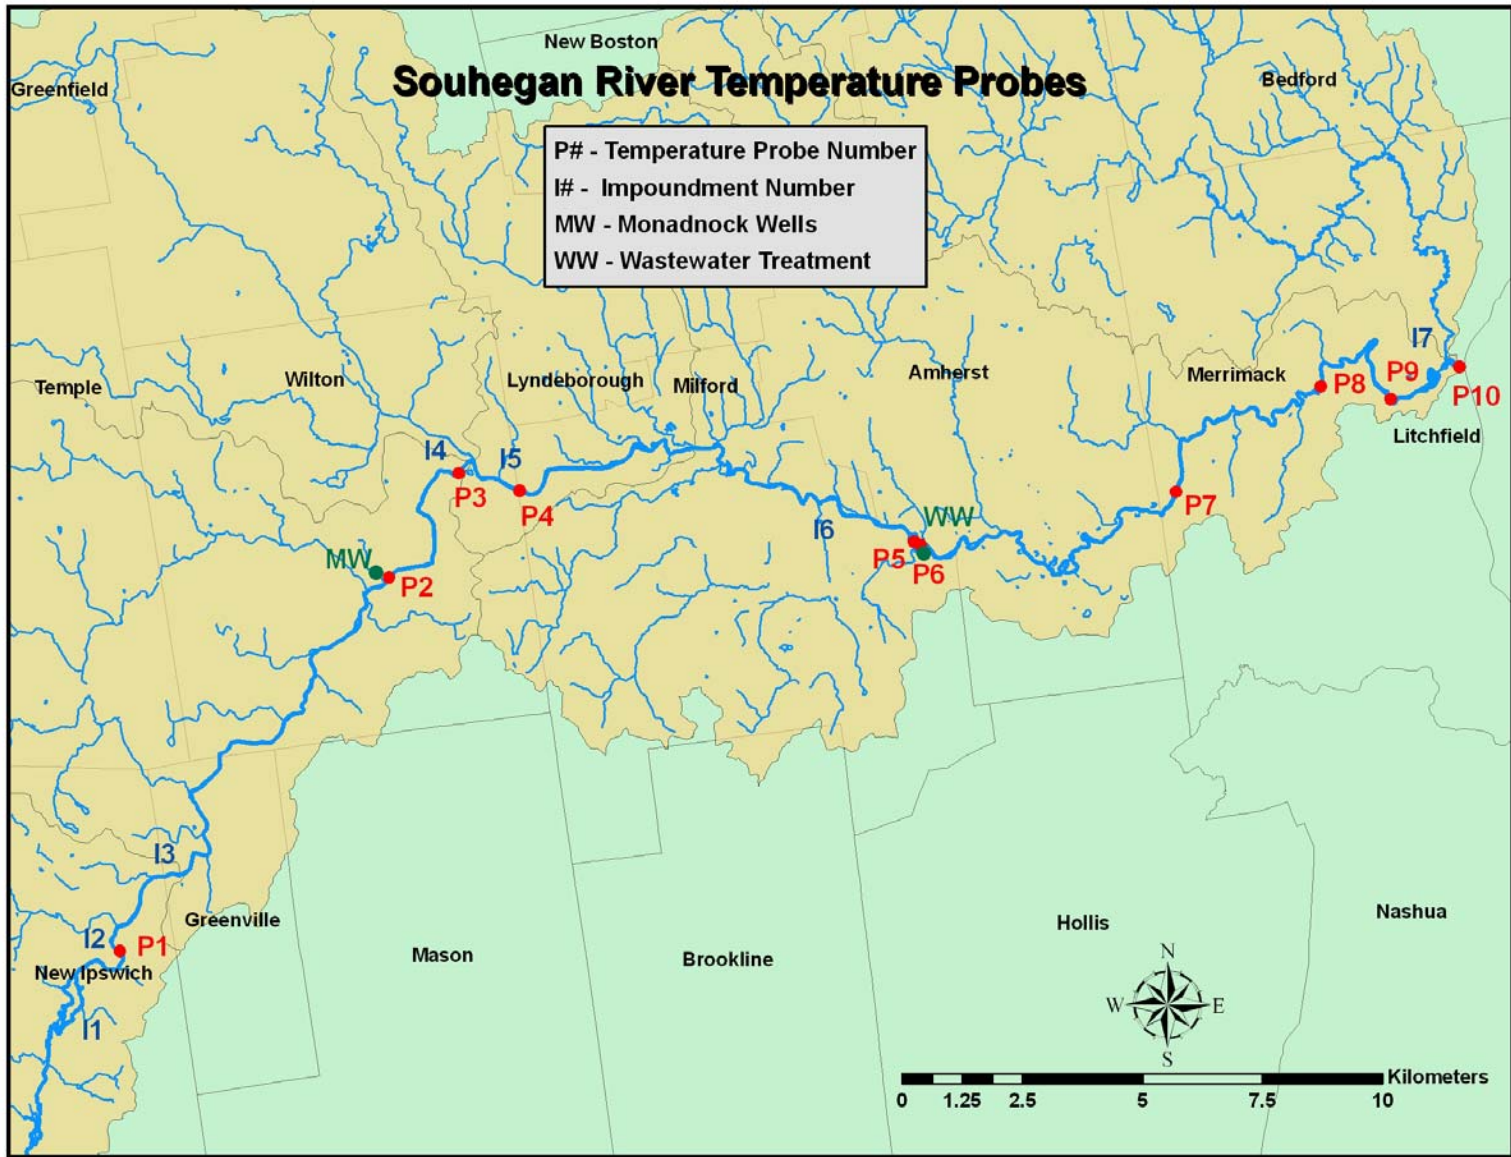 New Boston
Souhegan River Temperature Probes
Greenfield
Bedford
P# - Temperature Probe Number
I# - Impoundment Number
MW - Monadnock Wells
WW - Wastewater Treatment
Temple
Wilton
Lyndeborough
Milford
Amherst
Merrimack
I7
P8
P9
P10
Litchfield
I4
P3
I5
P4
I6
WW
P5
P6
P7
MW
P2
I3
Greenville
I2
P1
New Ipswich
I1
Mason
Brookline
Hollis
Nashua
N
W
E
S
Kilometers
0 1.25 2.5 5 7.5 10